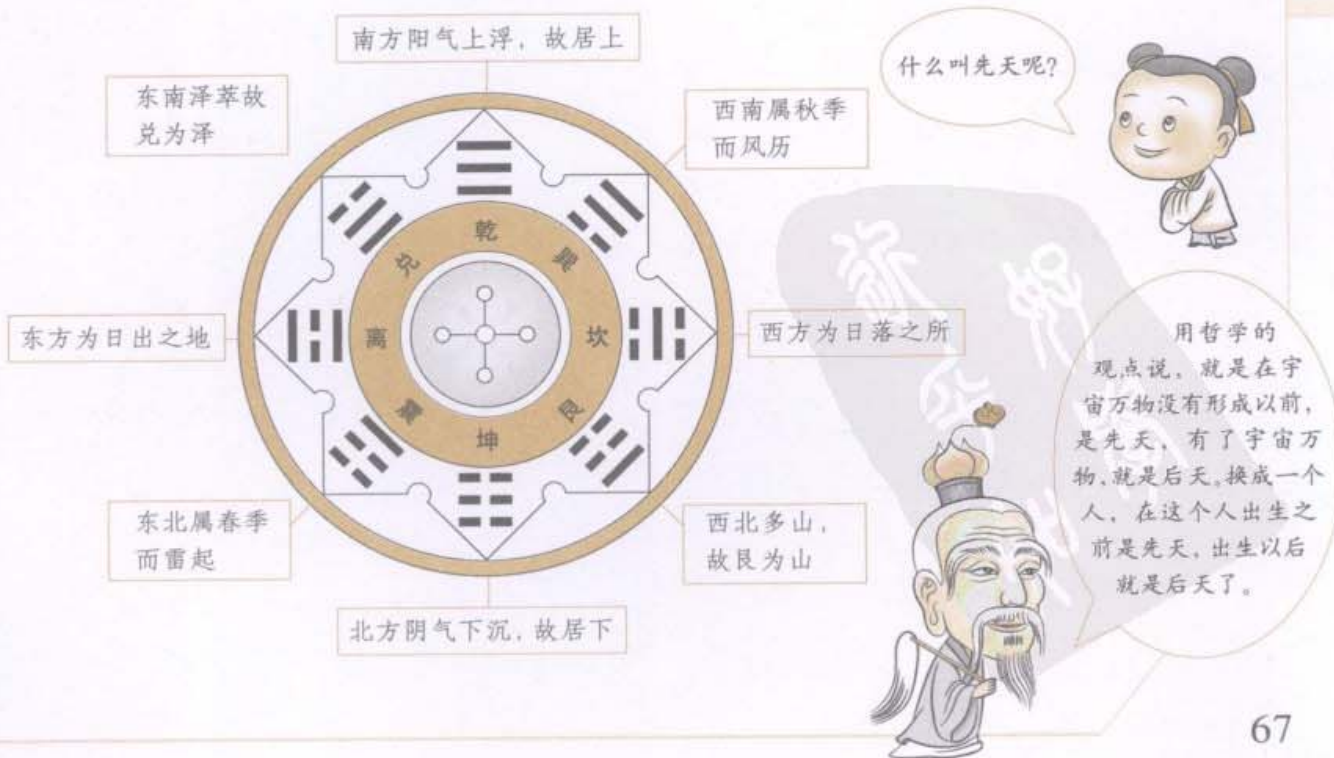 南方阳气上浮，故居上
什么叫先天呢？
东南泽萃故
兑为泽
西南属秋季
而风历
乾
兑
巽
东方为日出之地
离
坎
西方为日落之所
震
艮
坤
用哲学的
观点说，就是在宇
宙万物没有形成以前，
是先天，有了宇宙万
物，就是后天。换成一个
人，在这个人出生之
前是先天，出生以后
就是后天了。
东北属春季
而雷起
西北多山，
故艮为山
北方阴气下沉，故居下
67